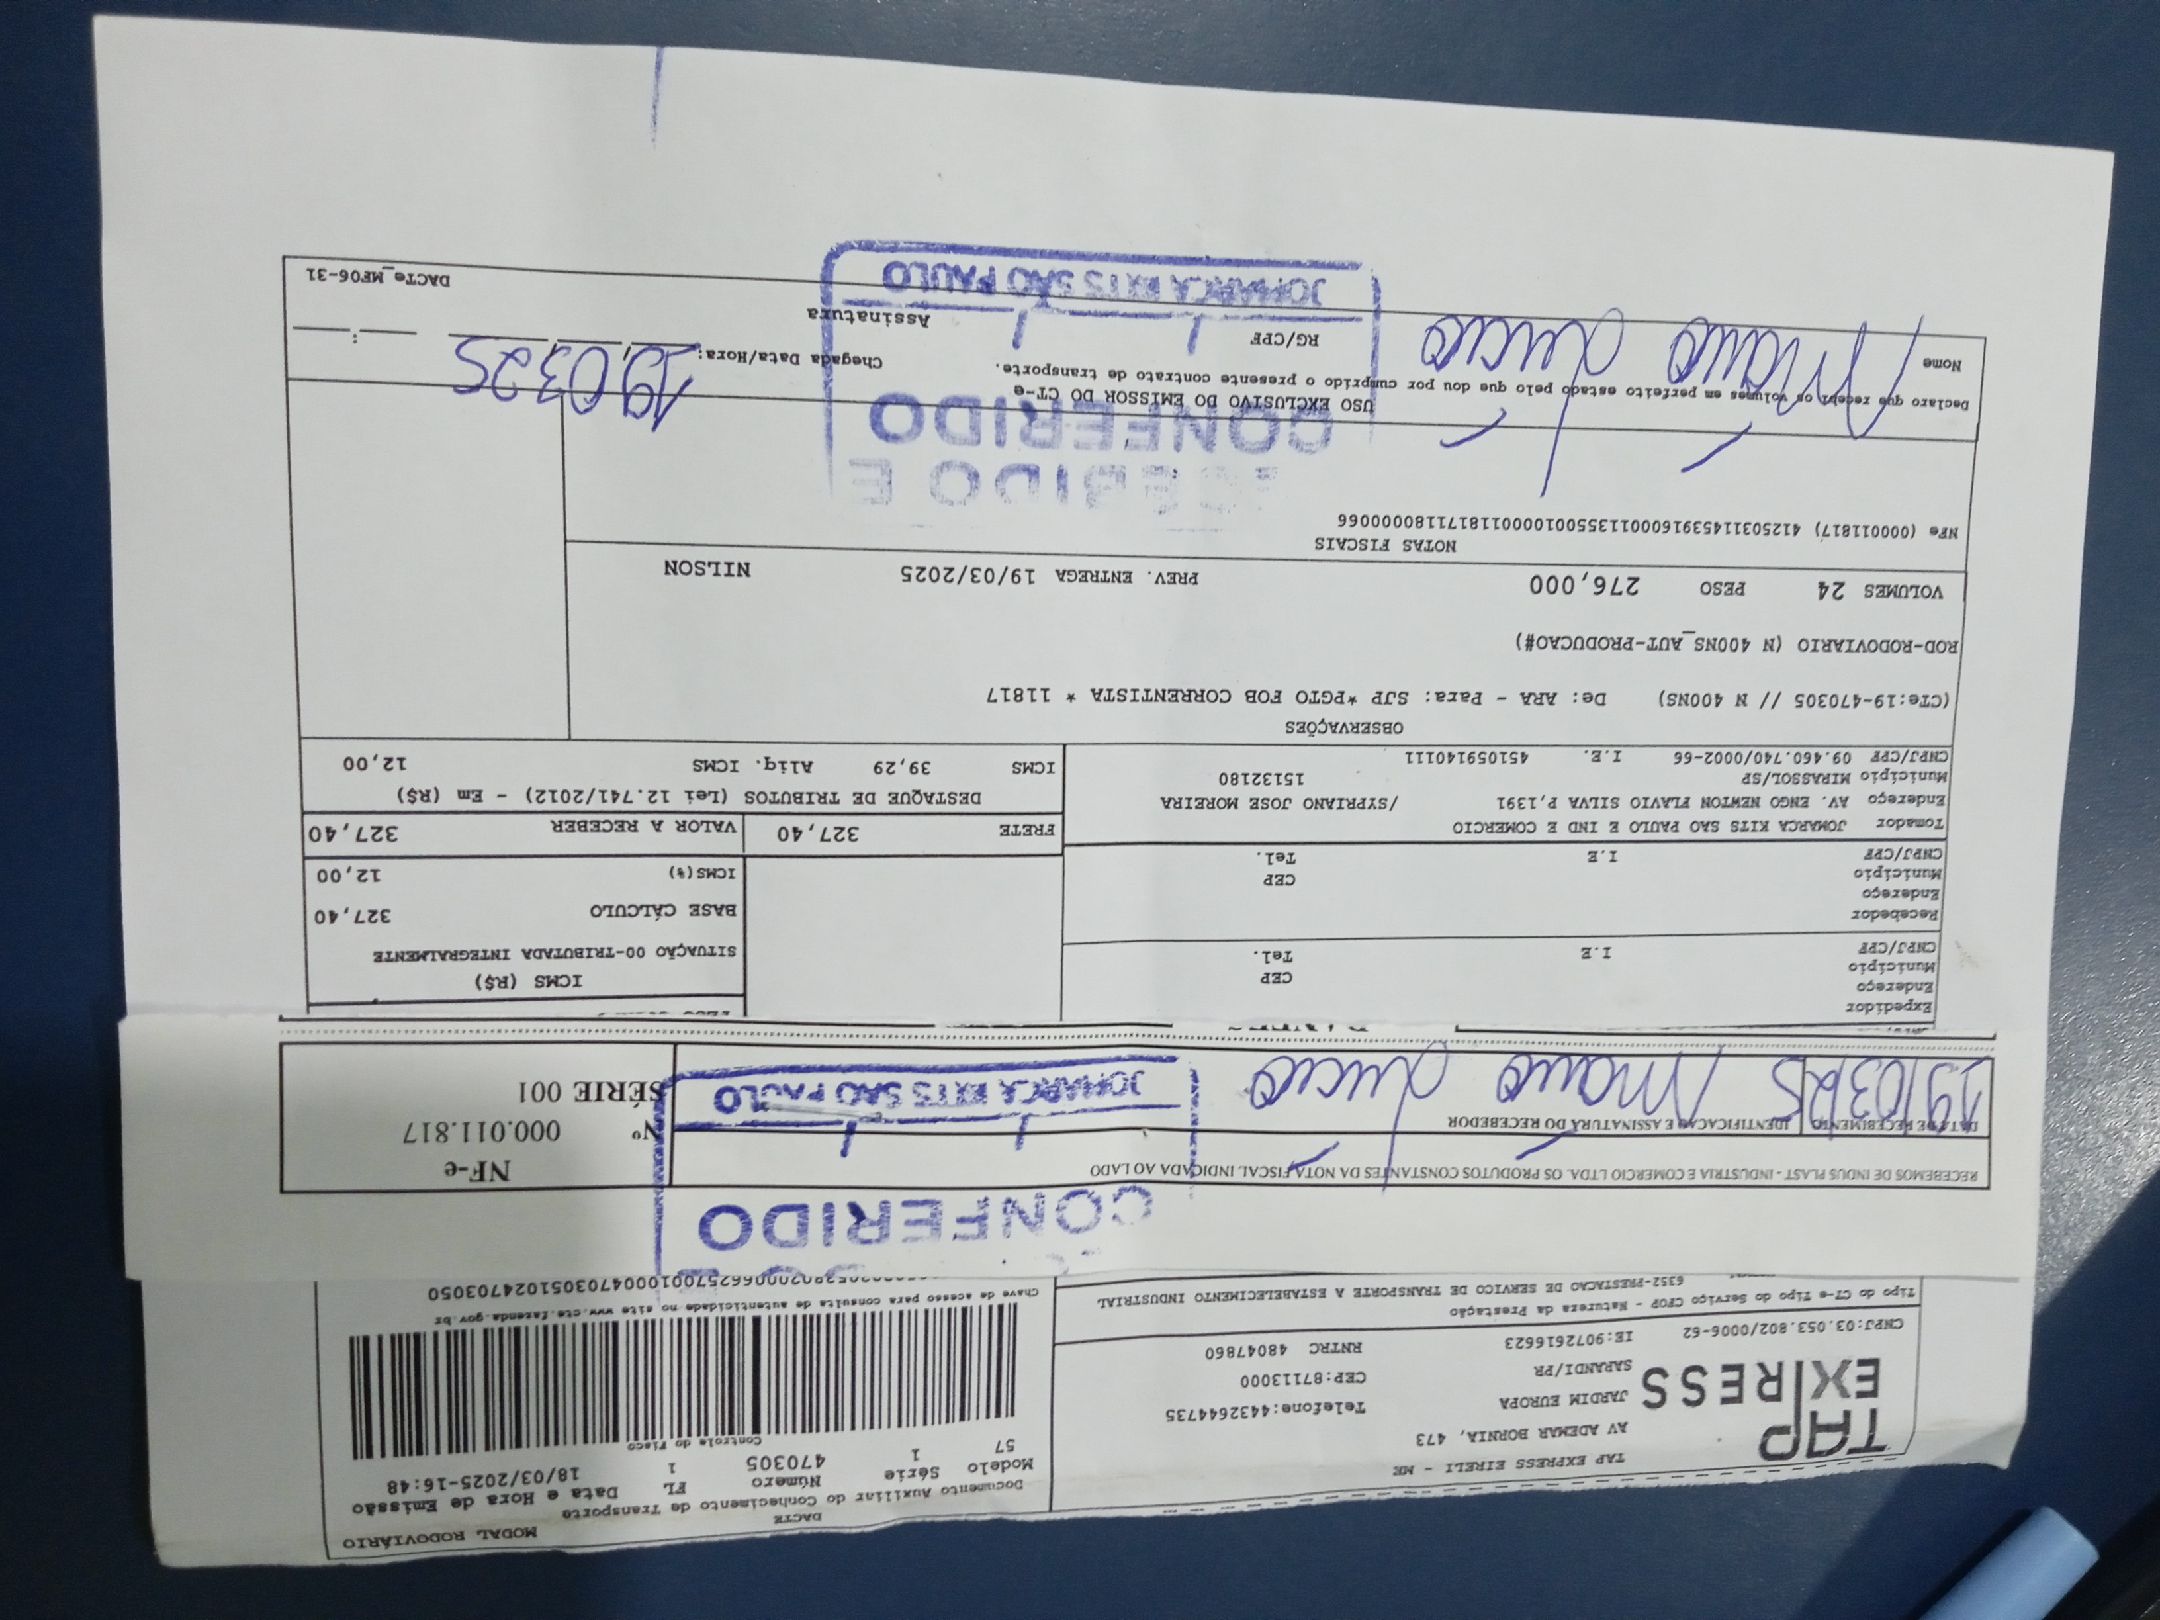 DACTE
MODAL RODOVIÁRIO
Documento Auxiliar do Conhecimento de Transporte
Modelo Série Número FL Data e Hora de Emissão
57 1 470305 1 18/03/2025-16:48
Controle do Fisco
TAP EXPRESS
TAP EXPRESS EIRELI - ME
AV ADEMAR BORNIA, 473
JARDIM EUROPA
Telefone:4432644735
SARANDI/PR
CEP:87113000
CNPJ:03.053.802/0006-62 IE:9072616623 RNTRC 48047860
Chave de acesso para consulta de autenticidade no site www.cte.fazenda.gov.br
Tipo do CT-e Tipo do Serviço CFOP - Natureza da Prestação
6352-PRESTACAO DE SERVICO DE TRANSPORTE A ESTABELECIMENTO INDUSTRIAL
CONFERIDO
RECEBEMOS DE INDUS PLAST - INDUSTRIA E COMERCIO LTDA. OS PRODUTOS CONSTANTES DA NOTA FISCAL INDICADA AO LADO
NF-e
Nº 000.011.817
SÉRIE 001
DATA DE RECEBIMENTO
IDENTIFICAÇÃO E ASSINATURA DO RECEBEDOR
19/03/25
JOMARCA KITS SÃO PAULO
Expedidor
Endereço
Município CEP
CNPJ/CPF I.E Tel.
Recebedor
Endereço
Município CEP
CNPJ/CPF I.E Tel.
ICMS (R$)
SITUAÇÃO 00-TRIBUTADA INTEGRALMENTE
BASE CÁLCULO 327,40
ICMS(%) 12,00
Tomador JOMARCA KITS SAO PAULO E IND E COMERCIO
Endereço AV. ENGO NEWTON FLAVIO SILVA P,1391 /SYPRIANO JOSE MOREIRA
Município MIRASSOL/SP 15132180
CNPJ/CPF 09.460.740/0002-66 I.E. 451059140111
FRETE 327,40 VALOR A RECEBER 327,40
DESTAQUE DE TRIBUTOS (Lei 12.741/2012) - Em (R$)
ICMS 39,29 Aliq. ICMS 12,00
OBSERVAÇÕES
(CTe:19-470305 // N 400NS) De: ARA - Para: SJP *PGTO FOB CORRENTISTA * 11817
ROD-RODOVIARIO (N 400NS_AUT-PRODUCAO#)
VOLUMES 24 PESO 276,000 PREV. ENTREGA 19/03/2025 NILSON
NOTAS FISCAIS
NFe (000011817) 41250311453916000113550010000118171180000066
E
CONFERIDO
USO EXCLUSIVO DO EMISSOR DO CT-e
Declaro que recebi os volumes em perfeito estado pelo que dou por cumprido o presente contrato de transporte.
Nome
RG/CPF
Chegada Data/Hora: 19 03 25
Assinatura
JOMARCA KITS SÃO PAULO
DACTe_MF06-31